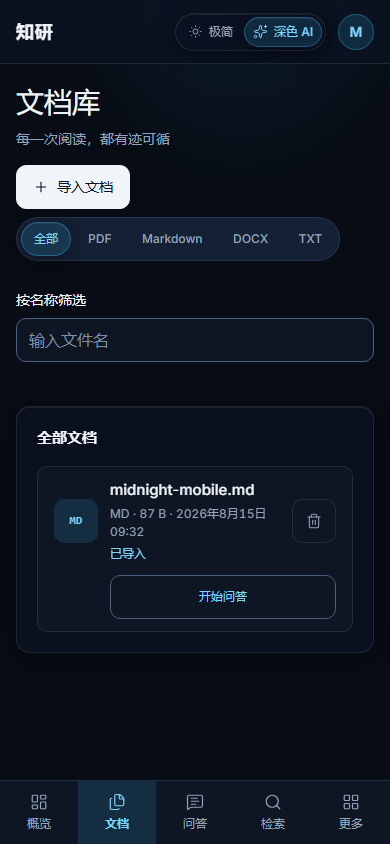 知研
极简
深色 AI
M
文档库
每一次阅读，都有迹可循
导入文档
全部
PDF
Markdown
DOCX
TXT
按名称筛选
输入文件名
全部文档
MD
midnight-mobile.md
MD · 87 B · 2026年8月15日
09:32
已导入
开始问答
概览
文档
问答
检索
更多